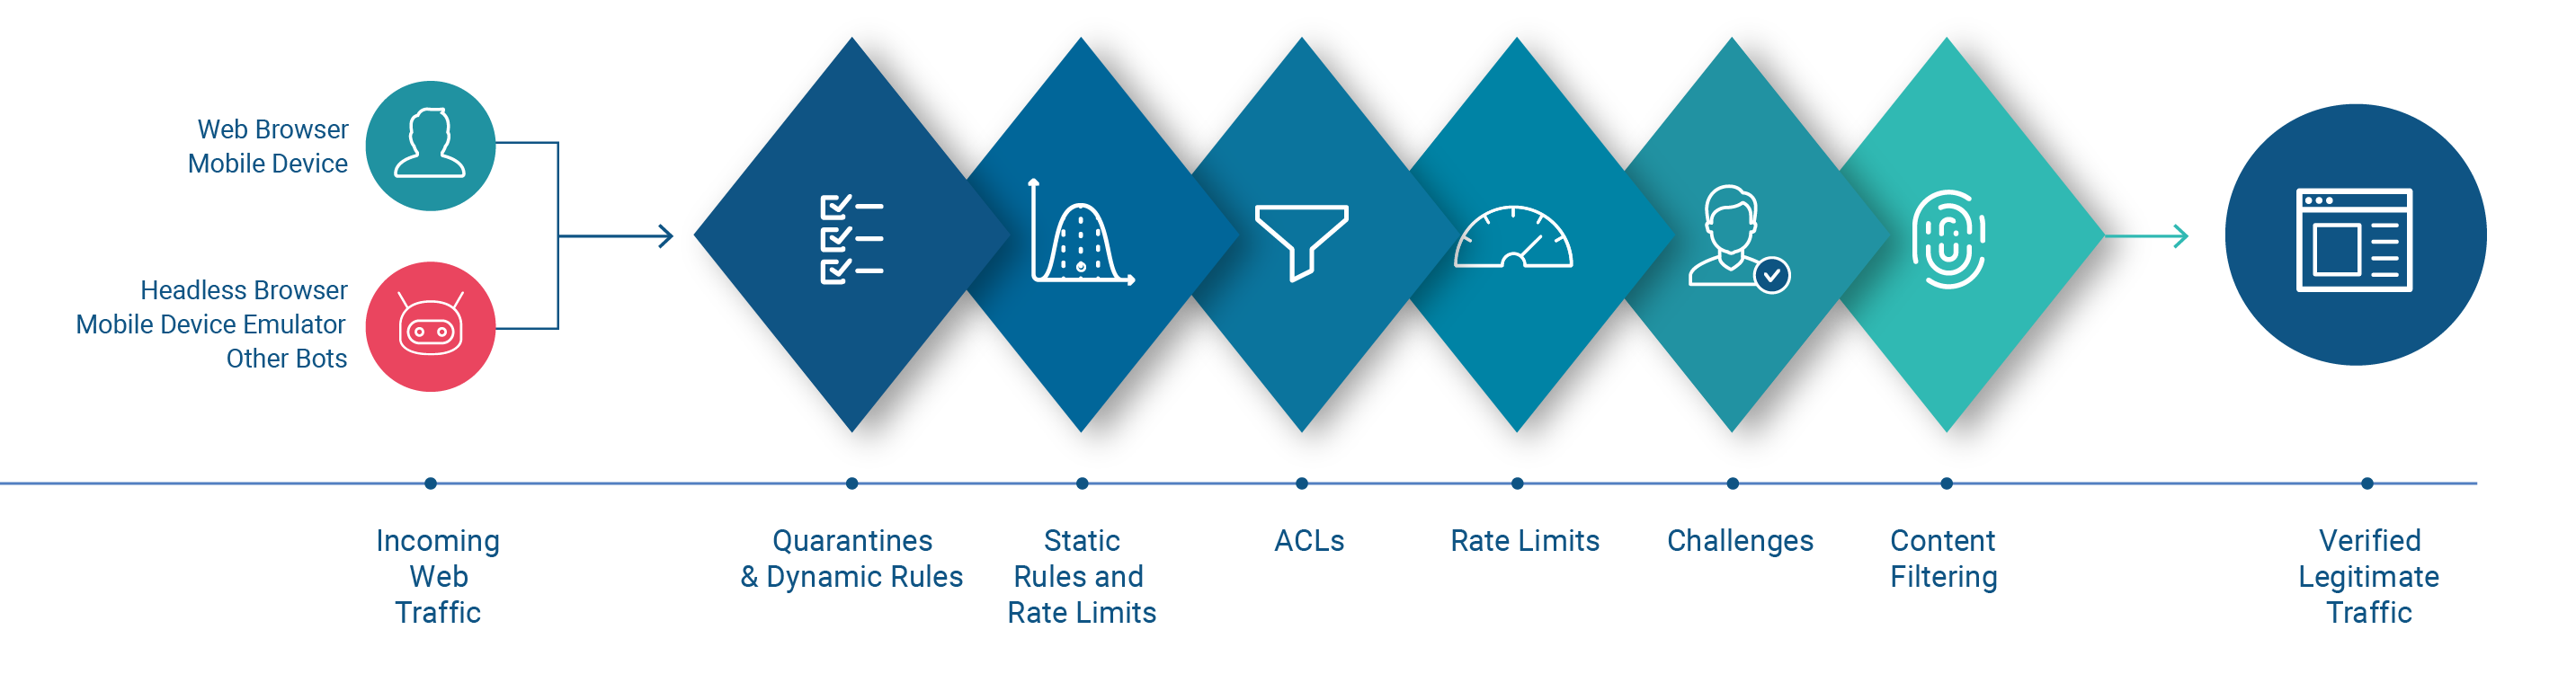 Web Browser
Mobile Device
Headless Browser
Mobile Device Emulator
Other Bots
Incoming
Web
Traffic
Quarantines
& Dynamic Rules
Static
Rules and
Rate Limits
ACLs
Rate Limits
Challenges
Content
Filtering
Verified
Legitimate
Traffic